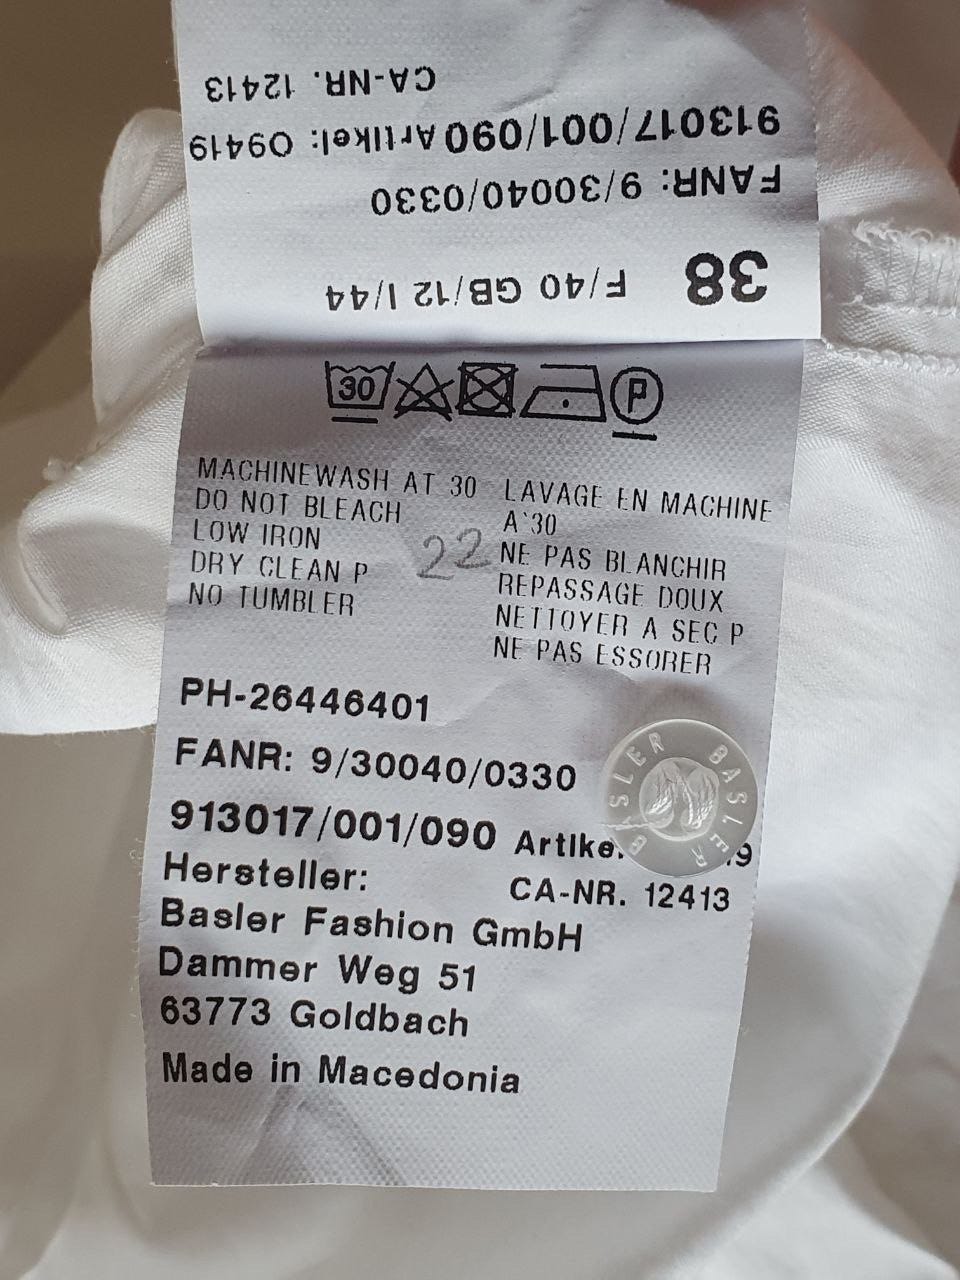 38 F/40 GB/12 I/44
FANR: 9/30040/0330
913017/001/090 Artikel: 09419
CA-NR. 12413
30 P
MACHINEWASH AT 30
DO NOT BLEACH
LOW IRON
DRY CLEAN P
NO TUMBLER
22
LAVAGE EN MACHINE
A`30
NE PAS BLANCHIR
REPASSAGE DOUX
NETTOYER A SEC P
NE PAS ESSORER
PH-26446401
FANR: 9/30040/0330
913017/001/090
CA-NR. 12413
BASLER BASLER BASLER
Hersteller:
Basler Fashion GmbH
Dammer Weg 51
63773 Goldbach
Made in Macedonia